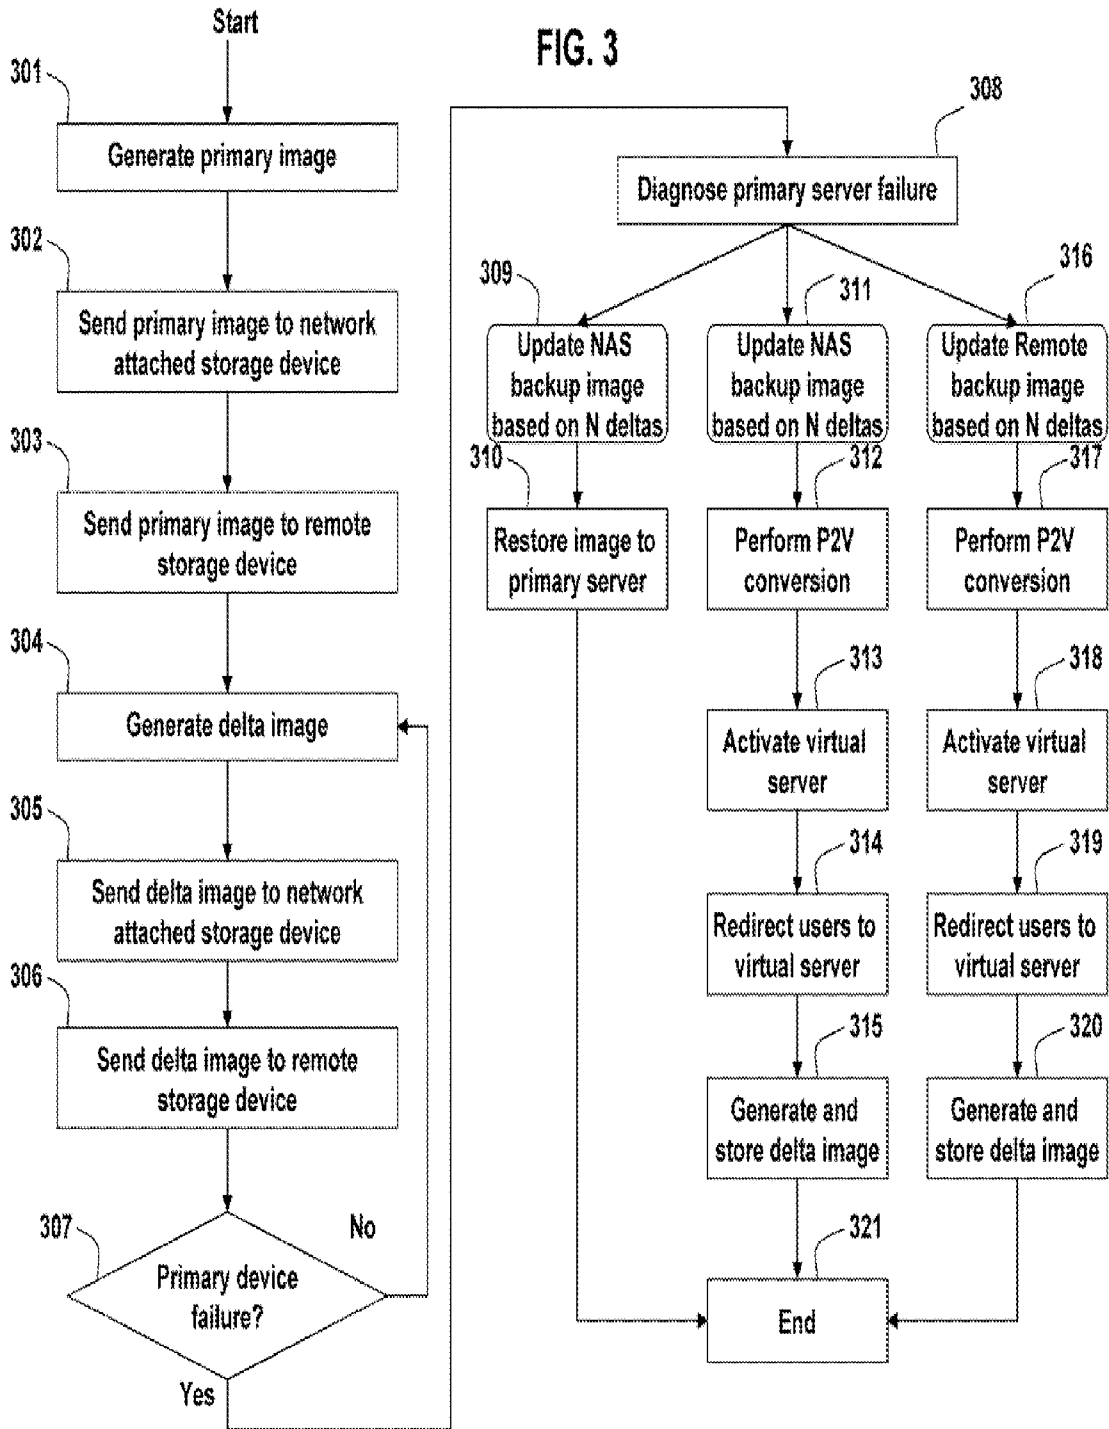 Start
FIG. 3
301
Generate primary image
302
Send primary image to network
attached storage device
303
Send primary image to remote
storage device
304
Generate delta image
305
Send delta image to network
attached storage device
306
Send delta image to remote
storage device
307
No
Primary device
failure?
Yes
308
Diagnose primary server failure
309
Update NAS
backup image
based on N deltas
310
Restore image to
primary server
311
Update NAS
backup image
based on N deltas
312
Perform P2V
conversion
313
Activate virtual
server
314
Redirect users to
virtual server
315
Generate and
store delta image
316
Update Remote
backup image
based on N deltas
317
Perform P2V
conversion
318
Activate virtual
server
319
Redirect users to
virtual server
320
Generate and
store delta image
321
End